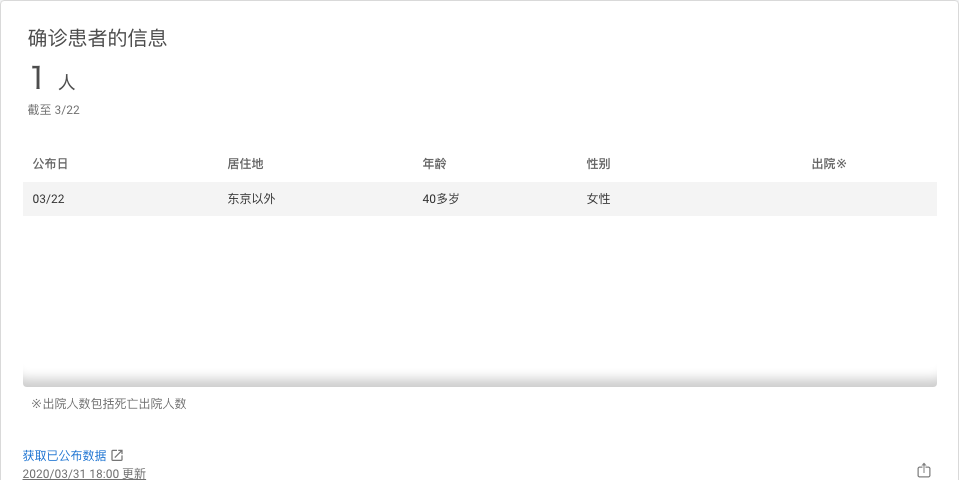 确诊患者的信息
1 人
截至 3/22
公布日 居住地 年龄 性别 出院※
03/22 东京以外 40多岁 女性
※出院人数包括死亡出院人数
获取已公布数据
2020/03/31 18:00 更新